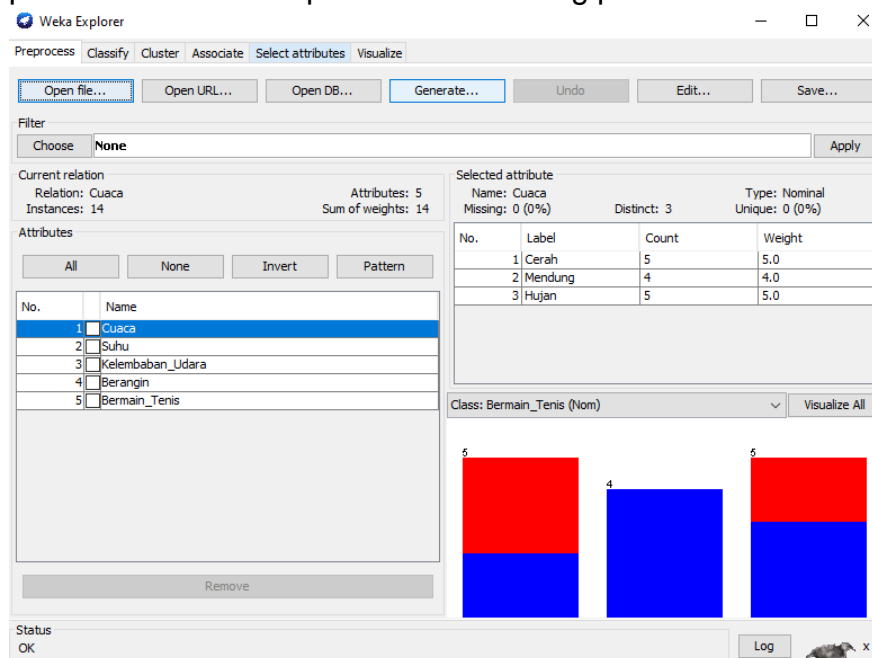 Weka Explorer
Preprocess Classify Cluster Associate Select attributes Visualize
Open file... Open URL... Open DB... Generate... Undo Edit... Save...
Filter
Choose None Apply
Current relation
Relation: Cuaca Attributes: 5
Instances: 14 Sum of weights: 14
Selected attribute
Name: Cuaca Type: Nominal
Missing: 0 (0%) Distinct: 3 Unique: 0 (0%)
Attributes
All None Invert Pattern
No. Name
1 Cuaca
2 Suhu
3 Kelembaban_Udara
4 Berangin
5 Bermain_Tenis
Remove
No. Label Count Weight
1 Cerah 5 5.0
2 Mendung 4 4.0
3 Hujan 5 5.0
Class: Bermain_Tenis (Nom) Visualize All
5 4 5
Status
OK
Log x